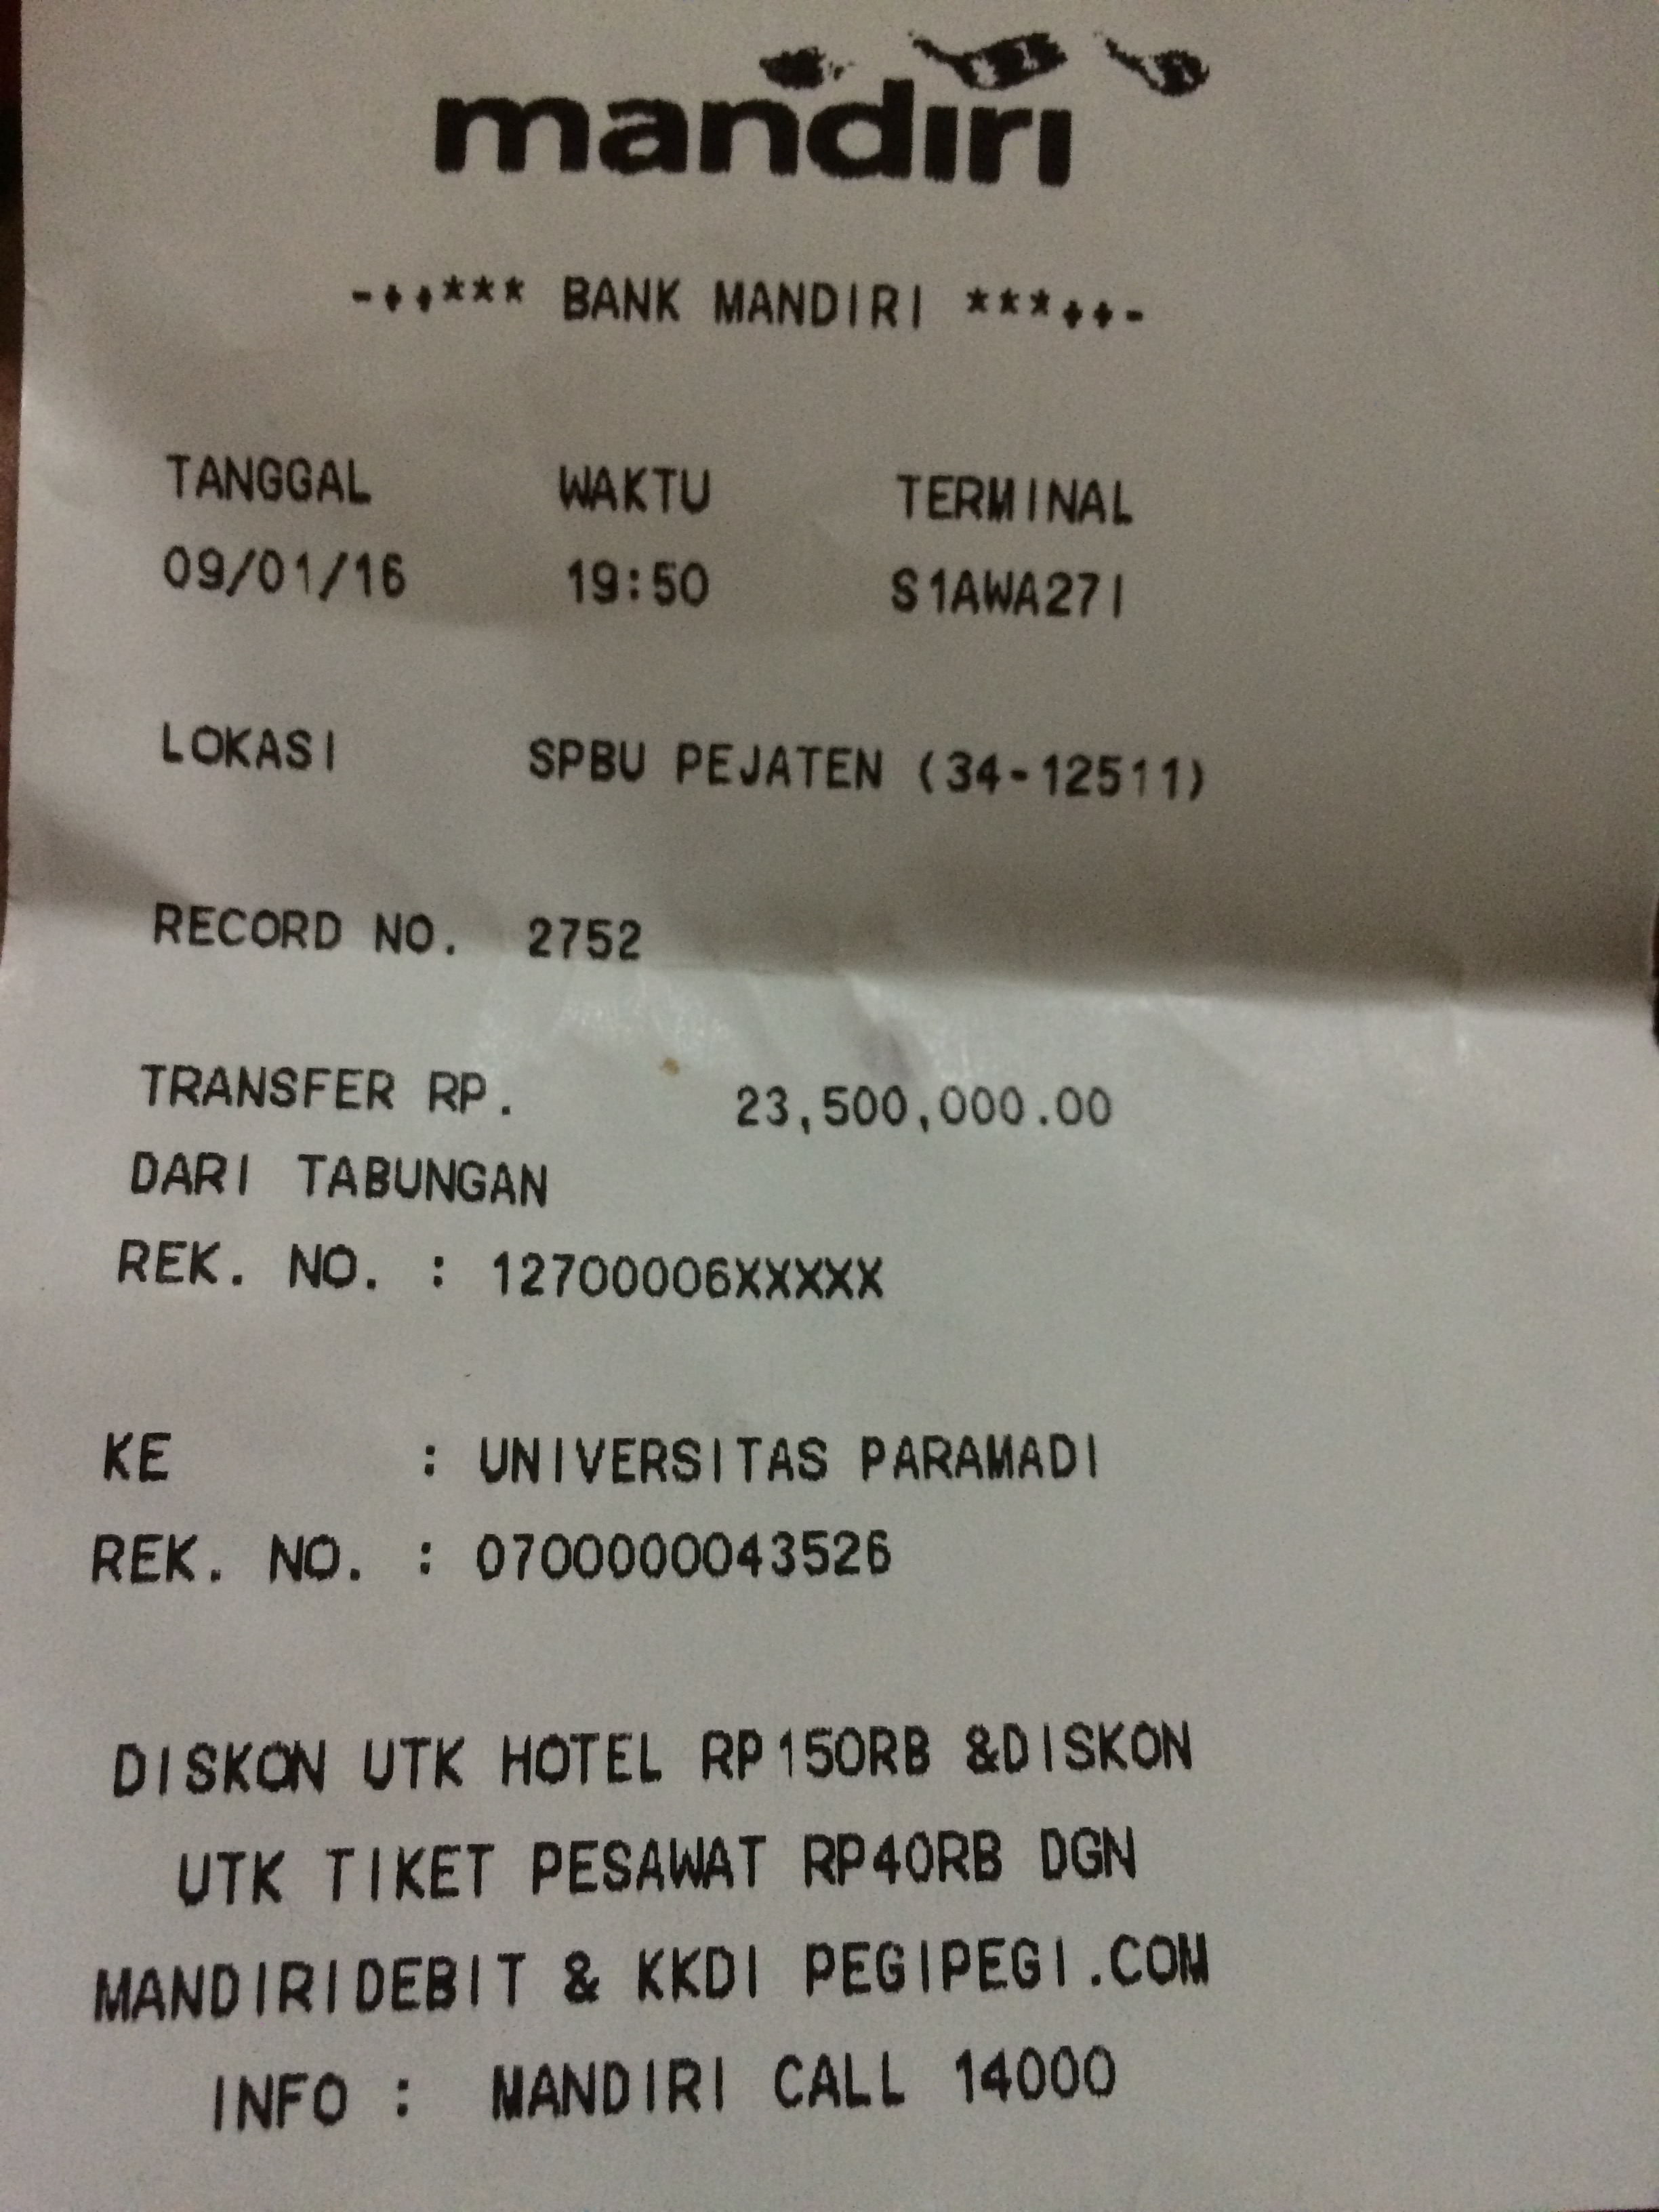 mandiri
-++*** BANK MANDIRI ***++-
TANGGAL WAKTU TERMINAL
09/01/16 19:50 S1AWA27I
LOKASI SPBU PEJATEN (34-12511)
RECORD NO. 2752
TRANSFER RP. 23,500,000.00
DARI TABUNGAN
REK. NO. : 12700006XXXXX
KE : UNIVERSITAS PARAMADI
REK. NO. : 0700000043526
DISKON UTK HOTEL RP150RB &DISKON
UTK TIKET PESAWAT RP40RB DGN
MANDIRIDEBIT & KKDI PEGIPEGI.COM
INFO : MANDIRI CALL 14000